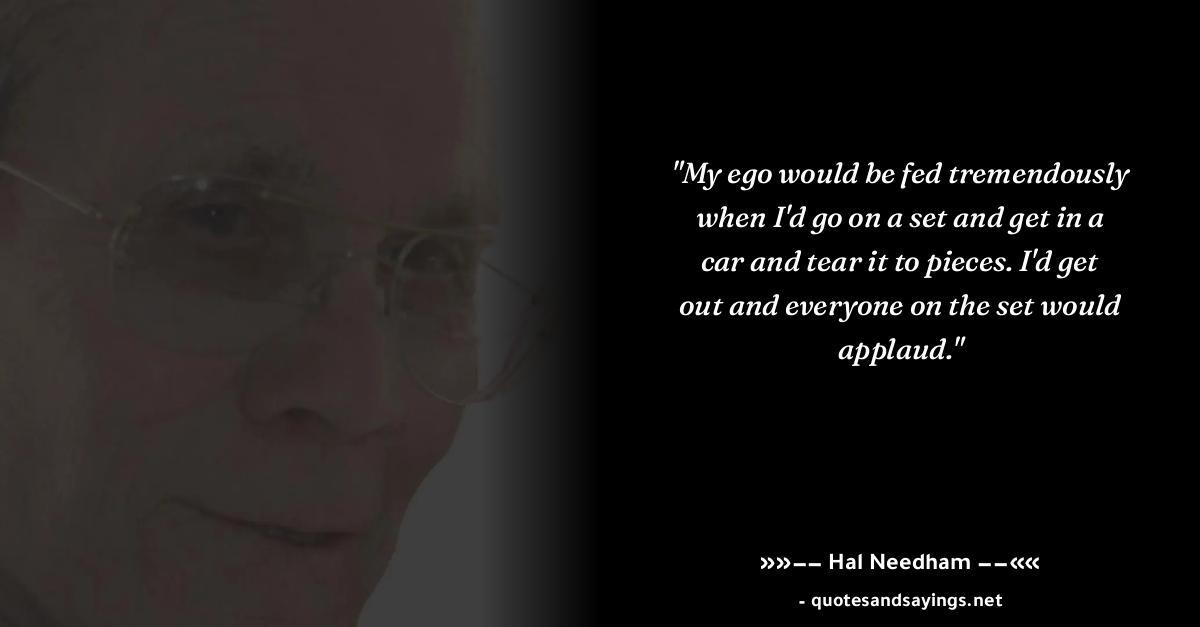 "My ego would be fed tremendously
when I'd go on a set and get in a
car and tear it to pieces. I'd get
out and everyone on the set would
applaud."
»»−− Hal Needham −−««
- quotesandsayings.net